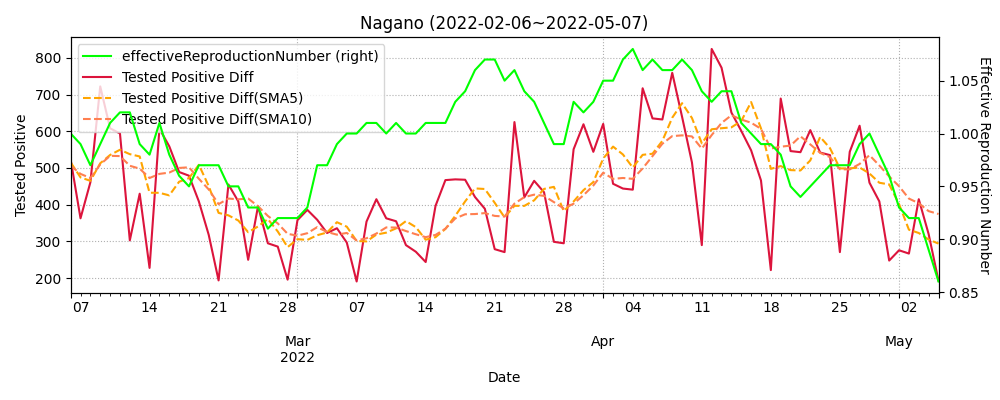 Nagano (2022-02-06~2022-05-07)
effectiveReproductionNumber (right)
Tested Positive Diff
Tested Positive Diff(SMA5)
Tested Positive Diff(SMA10)
Tested Positive
800
700
600
500
400
300
200
1.05
1.00
0.95
0.90
0.85
Effective Reproduction Number
07 14 21 28 07 14 21 28 04 11 18 25 02
Mar Apr May
2022
Date